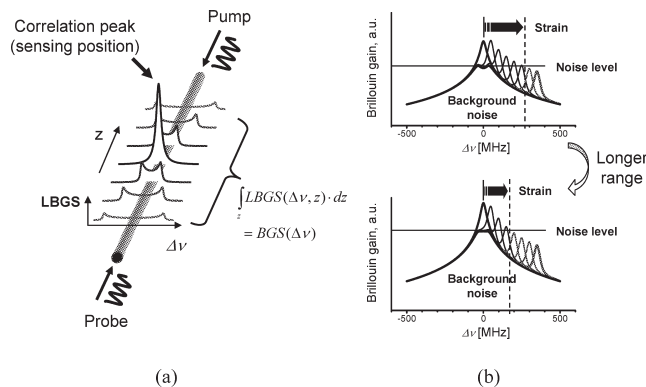 Pump
Correlation peak
(sensing position)
z
LBGS
Δν
∫z LBGS(Δν, z)·dz
= BGS(Δν)
Probe
(a)
Brillouin gain, a.u.
Strain
Noise level
Background
noise
-500
0
500
Δν [MHz]
Longer
range
Brillouin gain, a.u.
Strain
Noise level
Background
noise
-500
0
500
Δν [MHz]
(b)